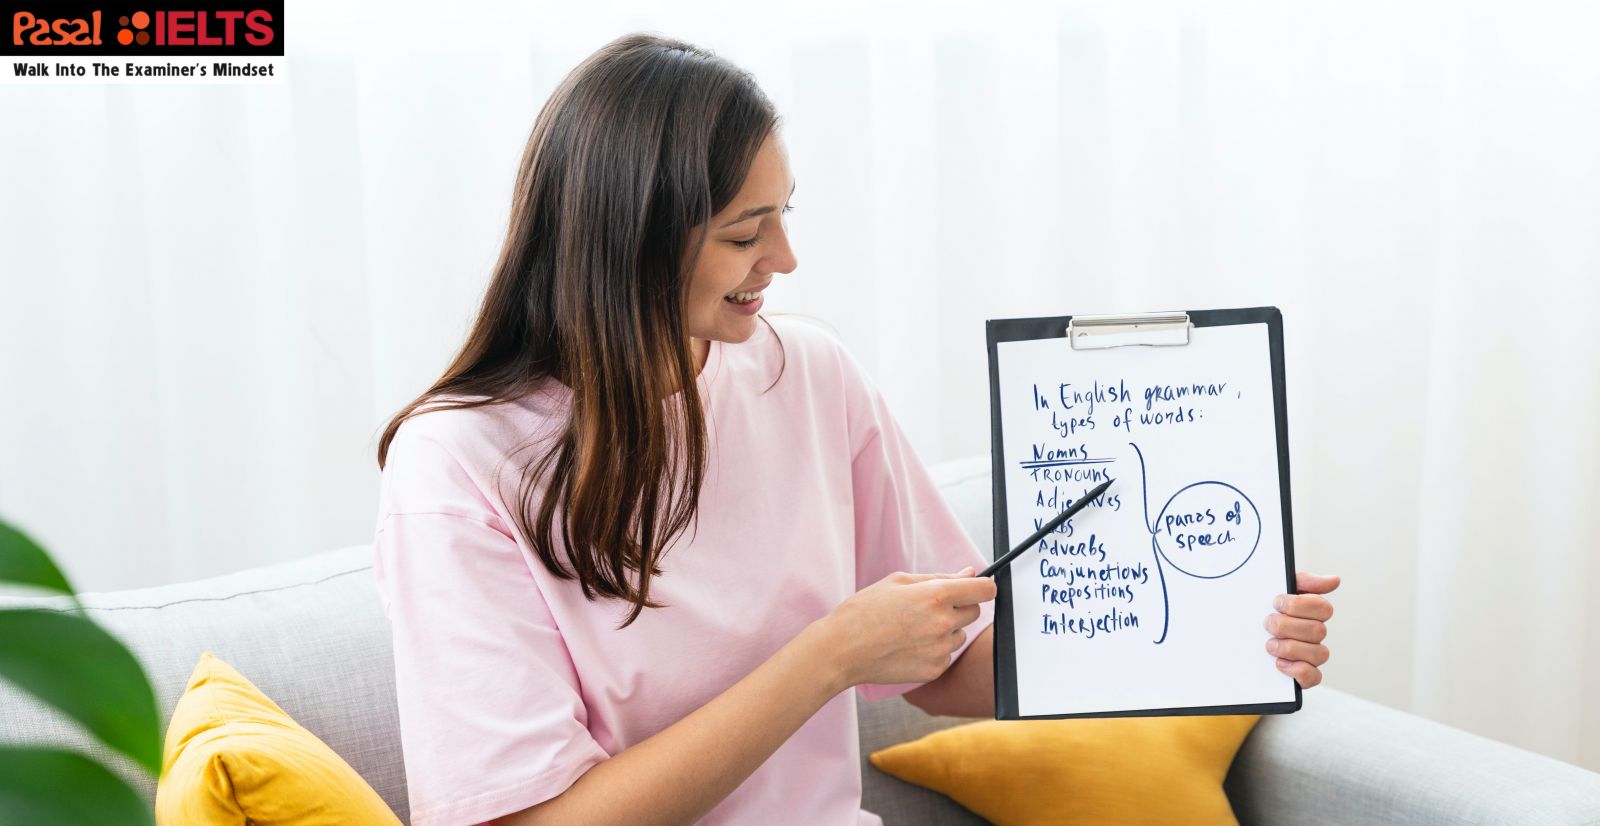 Pasal IELTS
Walk Into The Examiner's Mindset
In English grammar,
types of words:
Nomns
PRONOUNS
Adjectives
Verbs
Adverbs
Conjunctions
Prepositions
Interjection
parts of
speech